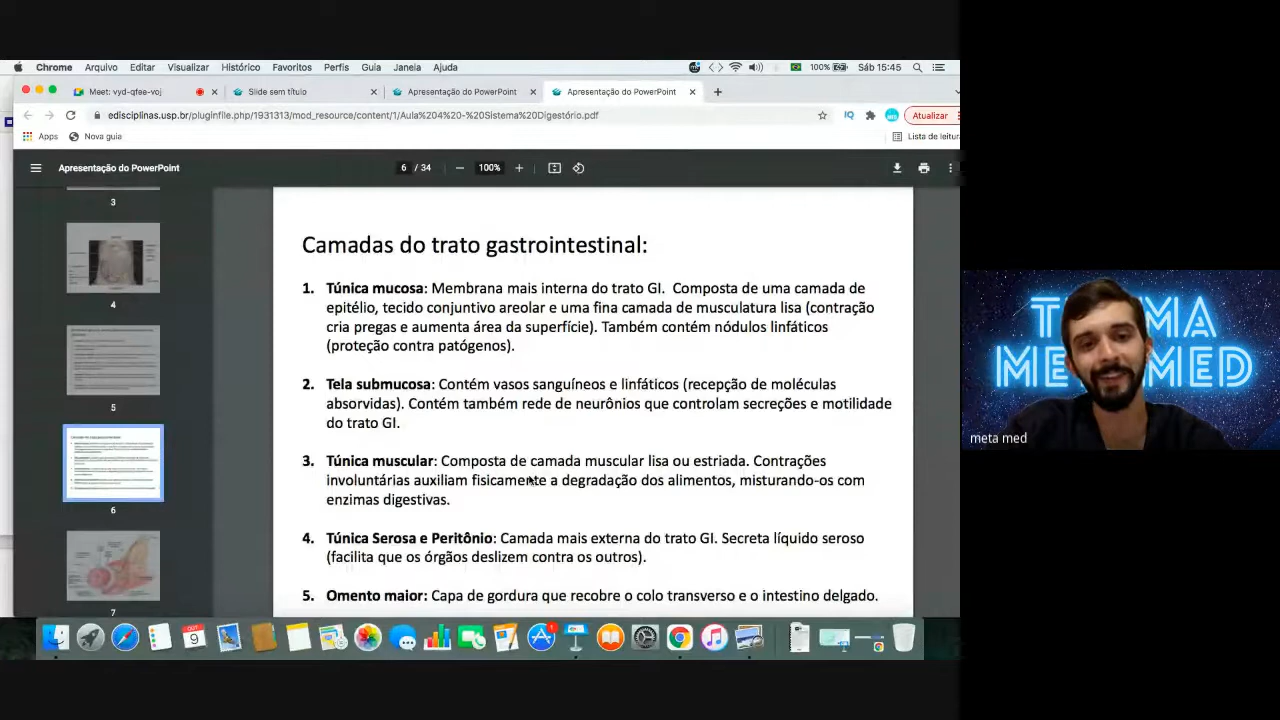 Chrome Arquivo Editar Visualizar Histórico Favoritos Perfis Guia Janela Ajuda 100% Sáb 15:45
Meet: vyd-qfee-voj Slide sem título Apresentação do PowerPoint Apresentação do PowerPoint
edisciplinas.usp.br/pluginfile.php/1931313/mod_resource/content/1/Aula%204%20-%20Sistema%20Digestório.pdf IQ Atualizar
Apps Nova guia Lista de leitura
Apresentação do PowerPoint 6 / 34 100%
3
4
5
6
7
Camadas do trato gastrointestinal:
1. Túnica mucosa: Membrana mais interna do trato GI. Composta de uma camada de
epitélio, tecido conjuntivo areolar e uma fina camada de musculatura lisa (contração
cria pregas e aumenta área da superfície). Também contém nódulos linfáticos
(proteção contra patógenos).
2. Tela submucosa: Contém vasos sanguíneos e linfáticos (recepção de moléculas
absorvidas). Contém também rede de neurônios que controlam secreções e motilidade
do trato GI.
3. Túnica muscular: Composta de camada muscular lisa ou estriada. Contrações
involuntárias auxiliam fisicamente a degradação dos alimentos, misturando-os com
enzimas digestivas.
4. Túnica Serosa e Peritônio: Camada mais externa do trato GI. Secreta líquido seroso
(facilita que os órgãos deslizem contra os outros).
5. Omento maior: Capa de gordura que recobre o colo transverso e o intestino delgado.
OUT
9
1
meta med